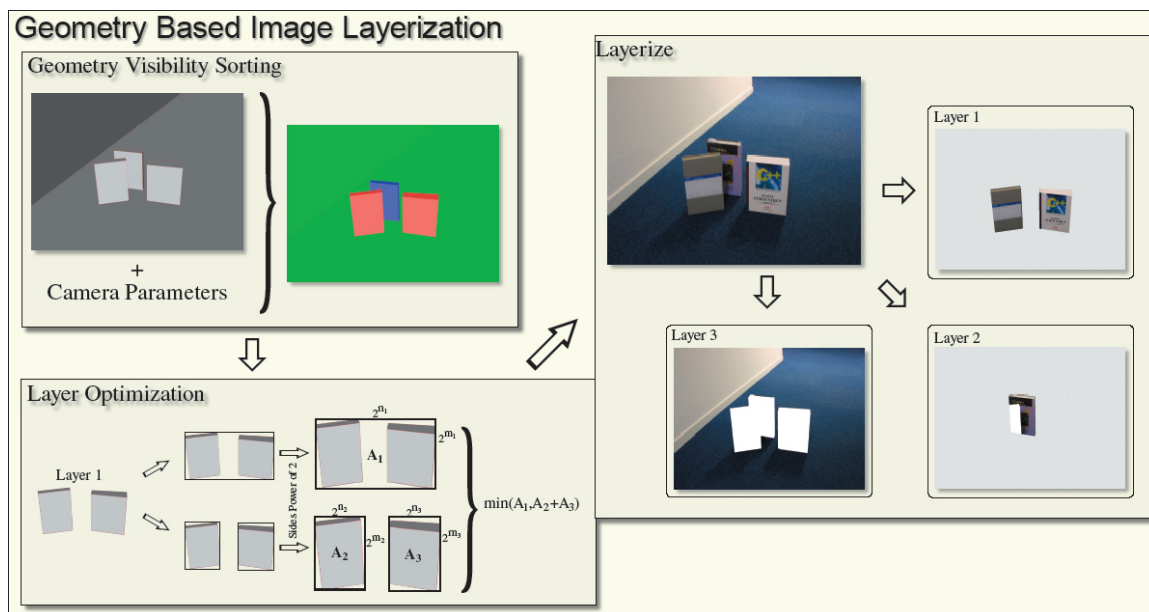 Geometry Based Image Layerization
Geometry Visibility Sorting
+
Camera Parameters
Layer Optimization
Layer 1
Sides Power of 2
2^n₁
2^m₁
A₁
2^n₂
2^m₂
A₂
2^n₃
2^m₃
A₃
min(A₁,A₂+A₃)
Layerize
C++
Layer 1
C++
Layer 3
Layer 2